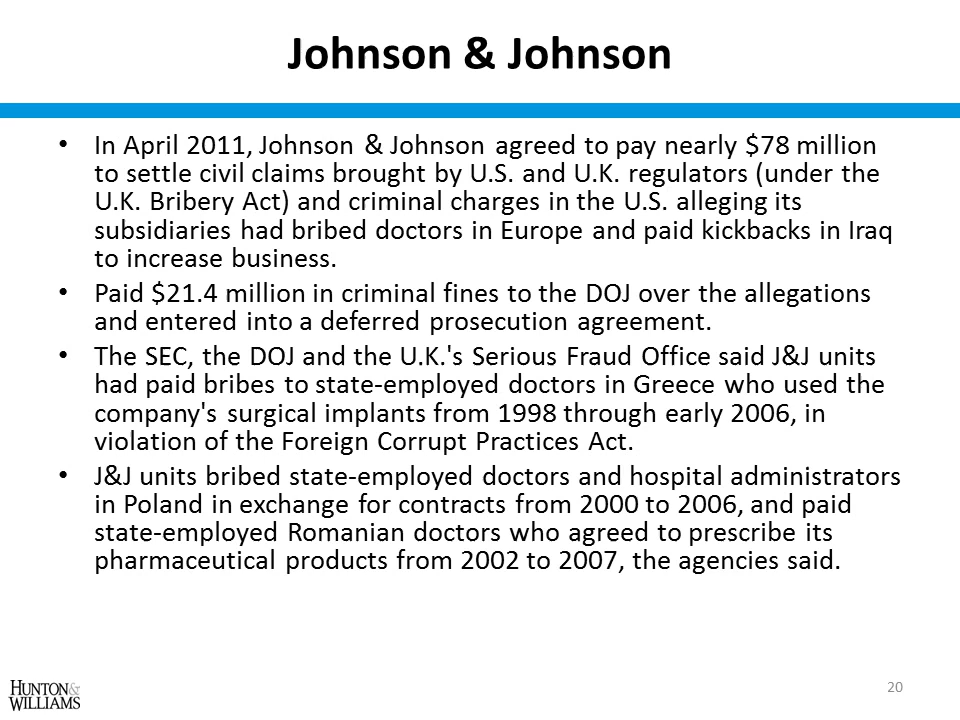 Johnson & Johnson
• In April 2011, Johnson & Johnson agreed to pay nearly $78 million
to settle civil claims brought by U.S. and U.K. regulators (under the
U.K. Bribery Act) and criminal charges in the U.S. alleging its
subsidiaries had bribed doctors in Europe and paid kickbacks in Iraq
to increase business.
• Paid $21.4 million in criminal fines to the DOJ over the allegations
and entered into a deferred prosecution agreement.
• The SEC, the DOJ and the U.K.'s Serious Fraud Office said J&J units
had paid bribes to state-employed doctors in Greece who used the
company's surgical implants from 1998 through early 2006, in
violation of the Foreign Corrupt Practices Act.
• J&J units bribed state-employed doctors and hospital administrators
in Poland in exchange for contracts from 2000 to 2006, and paid
state-employed Romanian doctors who agreed to prescribe its
pharmaceutical products from 2002 to 2007, the agencies said.
HUNTON&
WILLIAMS
20